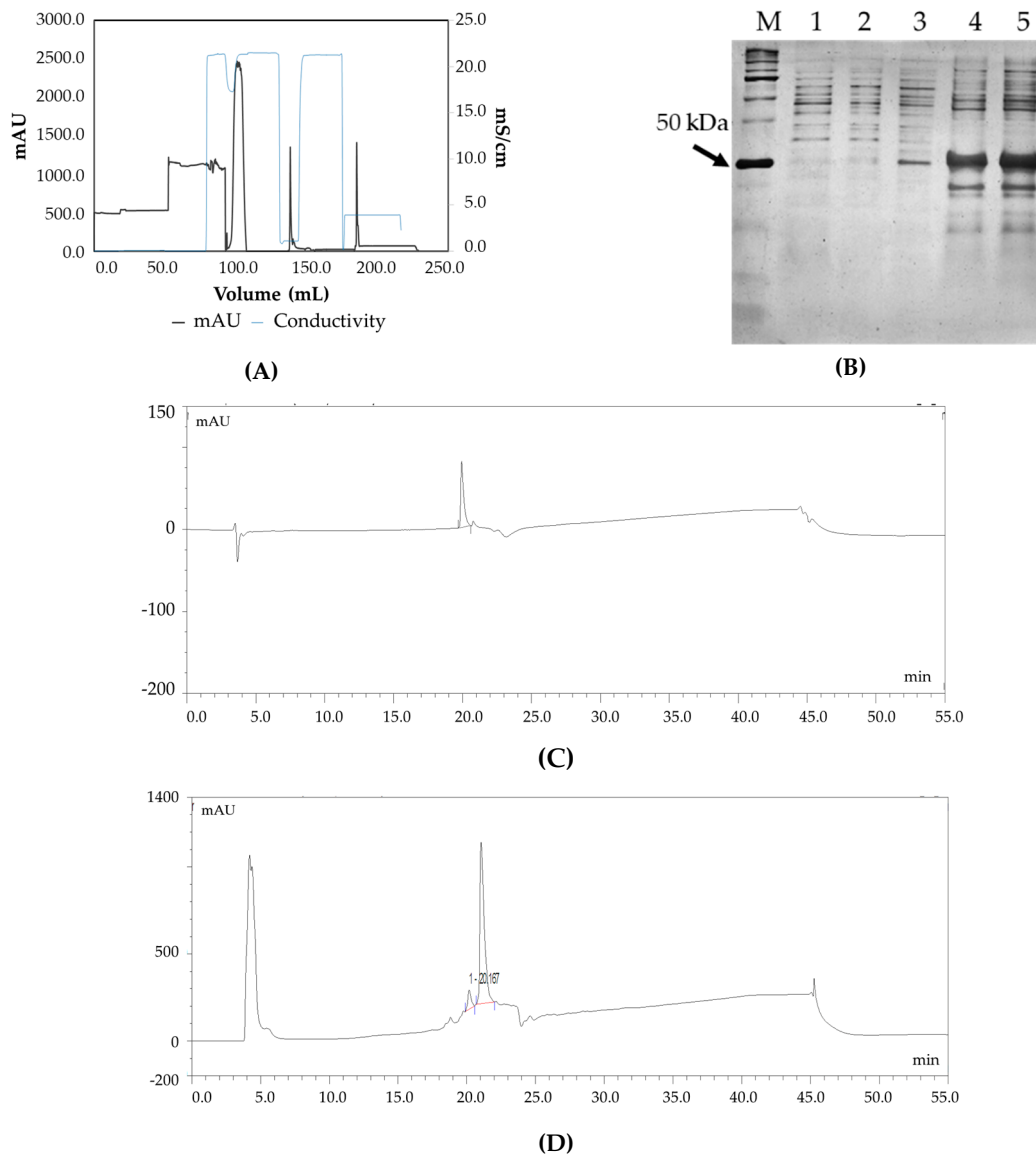 3000.0
2500.0
2000.0
1500.0
1000.0
500.0
0.0
mAU
25.0
20.0
15.0
10.0
5.0
0.0
mS/cm
0.0 50.0 100.0 150.0 200.0 250.0
Volume (mL)
mAU Conductivity
(A)
M 1 2 3 4 5
50 kDa
(B)
150
mAU
0
-100
-200
min
0.0 5.0 10.0 15.0 20.0 25.0 30.0 35.0 40.0 45.0 50.0 55.0
(C)
1400
mAU
500
1 - 20.167
0
-200
min
0.0 5.0 10.0 15.0 20.0 25.0 30.0 35.0 40.0 45.0 50.0 55.0
(D)